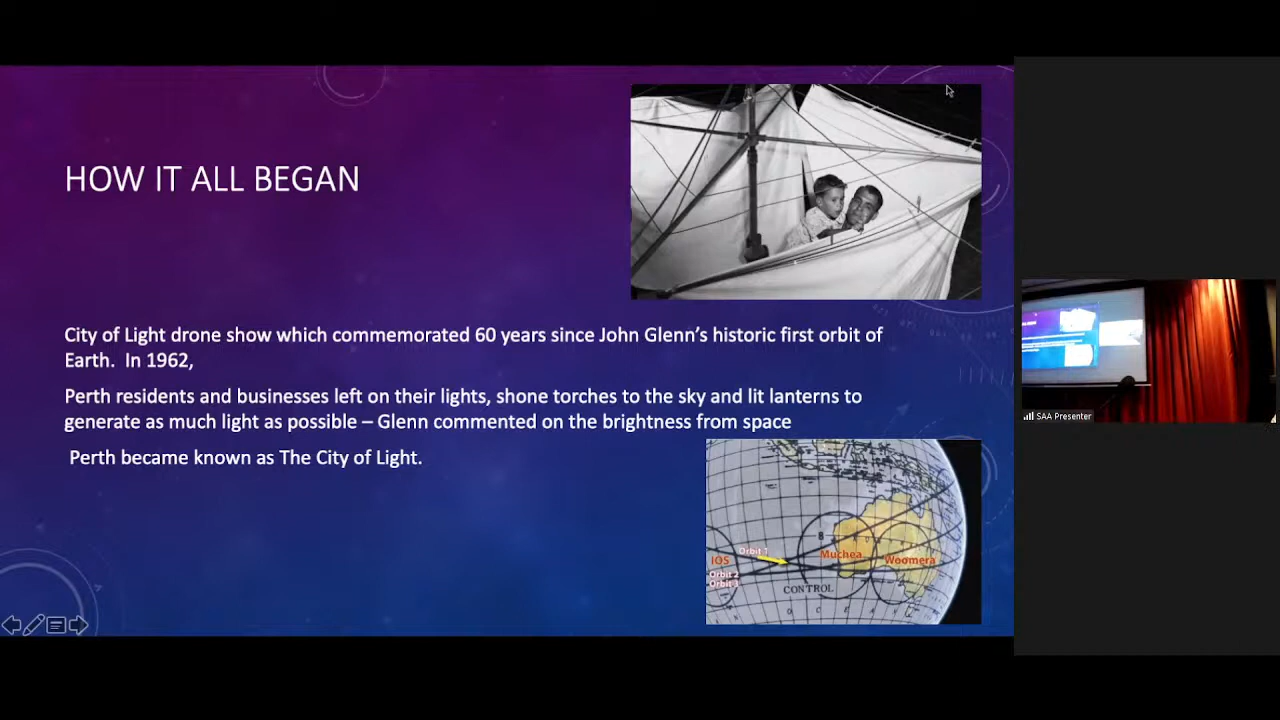 HOW IT ALL BEGAN
City of Light drone show which commemorated 60 years since John Glenn’s historic first orbit of
Earth.  In 1962,
Perth residents and businesses left on their lights, shone torches to the sky and lit lanterns to
generate as much light as possible – Glenn commented on the brightness from space
Perth became known as The City of Light.
Orbit 1
IOS
Orbit 2
Orbit 3
8
Muchea
Woomera
CONTROL
SAA Presenter